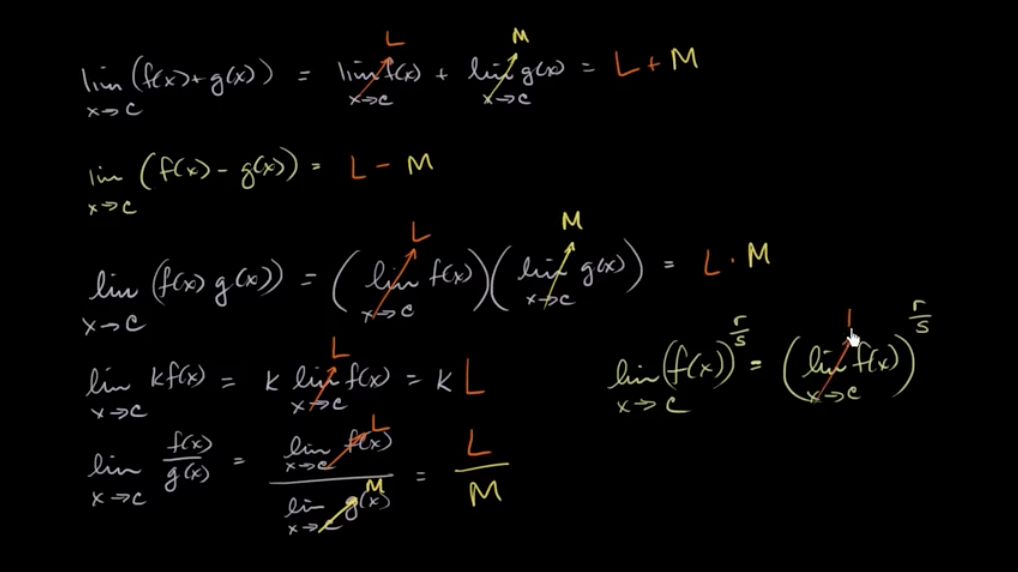 L M
lim x→c (f(x)+g(x)) = lim x→c f(x) + lim x→c g(x) = L + M
lim x→c (f(x) - g(x)) = L - M
L M
lim x→c (f(x) g(x)) = (lim x→c f(x))(lim x→c g(x)) = L · M
L
lim x→c Kf(x) = K lim x→c f(x) = K L
lim x→c f(x)/g(x) = lim x→c f(x) L / lim x→c g(x) M = L/M
lim x→c (f(x))^r/s = (lim x→c f(x))^r/s